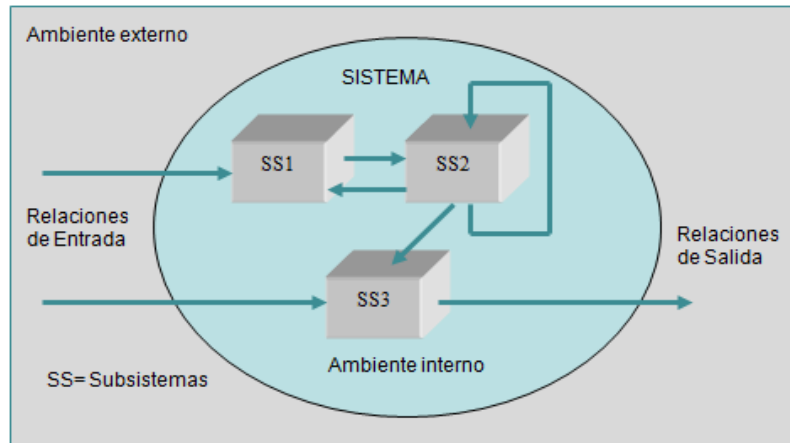 Ambiente externo
SISTEMA
SS1
SS2
Relaciones
de Entrada
Relaciones
de Salida
SS3
Ambiente interno
SS= Subsistemas